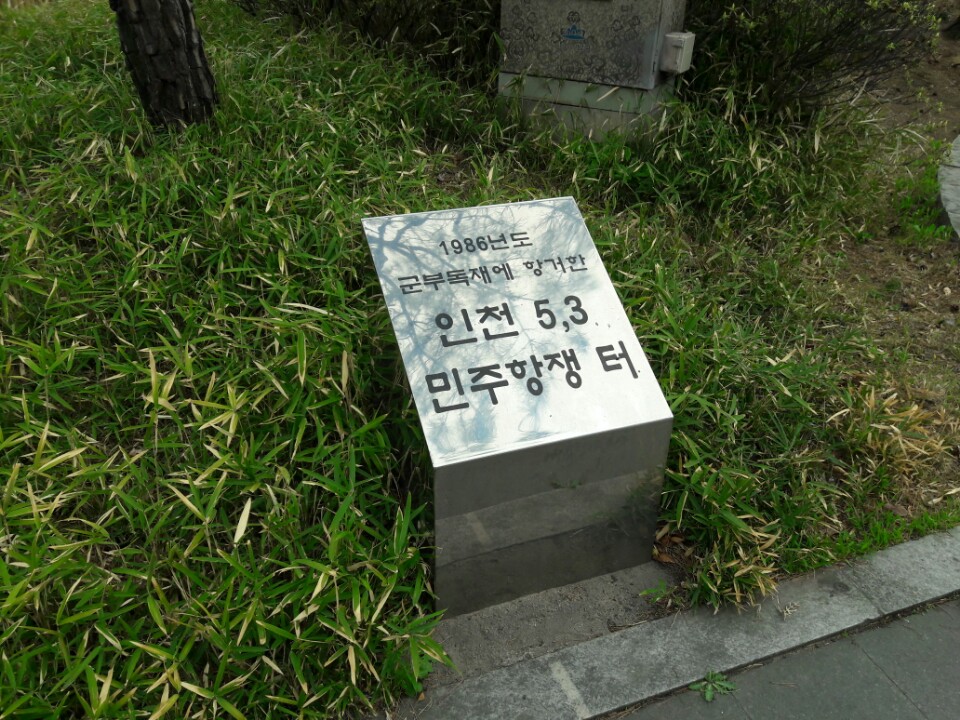 1986년도
군부독재에 항거한
인천 5,3
민주항쟁 터